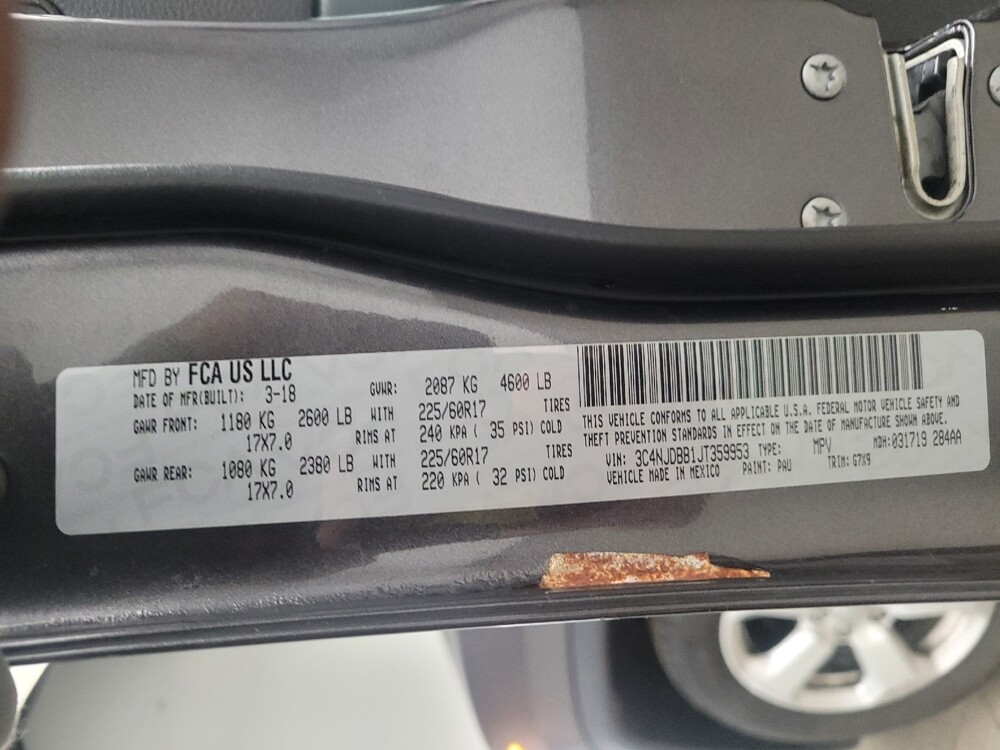 MFD BY FCA US LLC
DATE OF MFR(BUILT): 3-18 GVWR: 2087 KG 4600 LB
GAWR FRONT: 1180 KG 2600 LB WITH 225/60R17 TIRES
17X7.0 RIMS AT 240 KPA ( 35 PSI) COLD
GAWR REAR: 1080 KG 2380 LB WITH 225/60R17 TIRES
17X7.0 RIMS AT 220 KPA ( 32 PSI) COLD
THIS VEHICLE CONFORMS TO ALL APPLICABLE U.S.A. FEDERAL MOTOR VEHICLE SAFETY AND
THEFT PREVENTION STANDARDS IN EFFECT ON THE DATE OF MANUFACTURE SHOWN ABOVE.
VIN: 3C4NJDBB1JT359953 TYPE: MPV MDH:031719 284AA
VEHICLE MADE IN MEXICO PAINT: PAU TRIM: G7X9